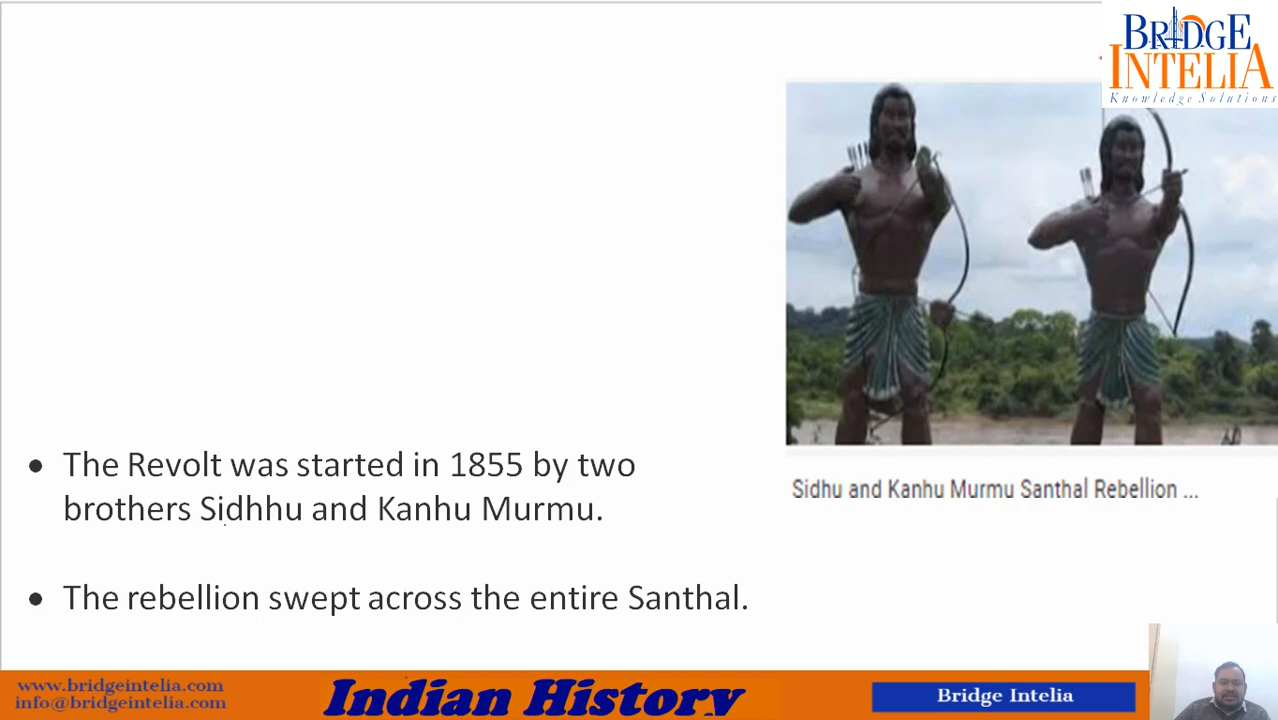 BRIDGE
INTELIA
Knowledge Solutions
Sidhu and Kanhu Murmu Santhal Rebellion ...
• The Revolt was started in 1855 by two
brothers Sidhhu and Kanhu Murmu.
• The rebellion swept across the entire Santhal.
www.bridgeintelia.com
info@bridgeintelia.com
Indian History
Bridge Intelia